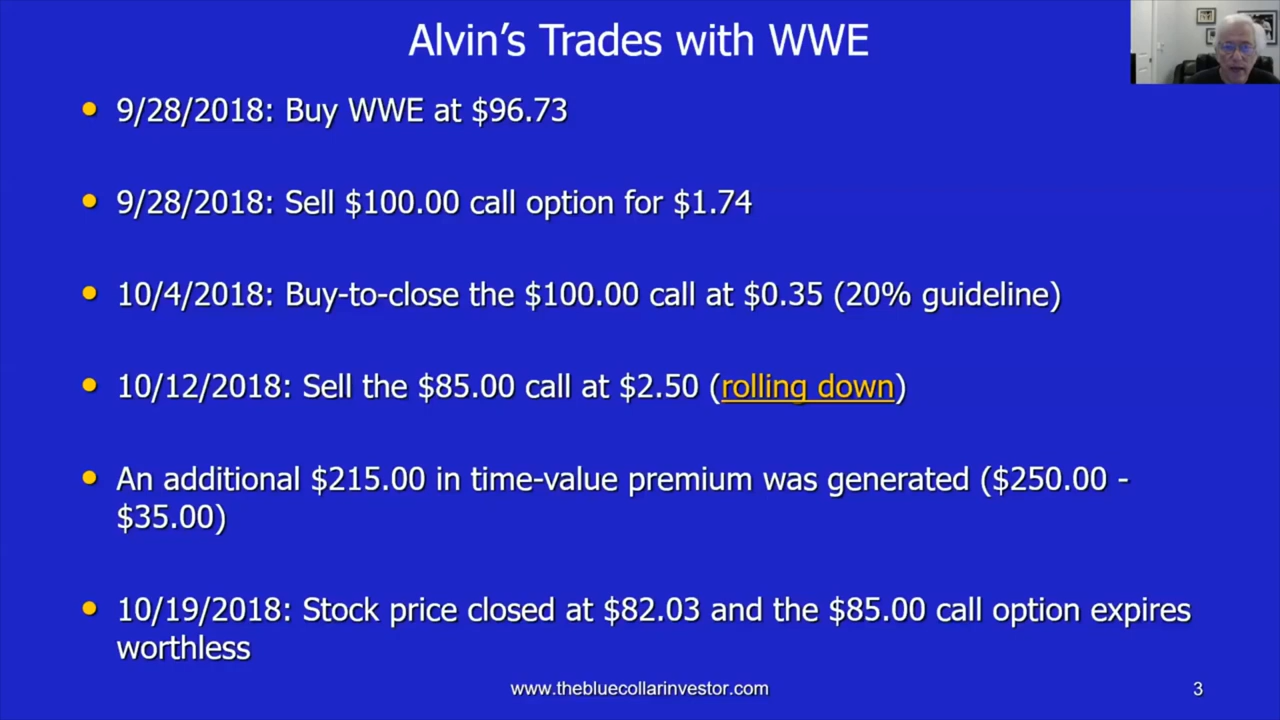 Alvin's Trades with WWE
9/28/2018: Buy WWE at $96.73
9/28/2018: Sell $100.00 call option for $1.74
10/4/2018: Buy-to-close the $100.00 call at $0.35 (20% guideline)
10/12/2018: Sell the $85.00 call at $2.50 (rolling down)
An additional $215.00 in time-value premium was generated ($250.00 -
$35.00)
10/19/2018: Stock price closed at $82.03 and the $85.00 call option expires
worthless
www.thebluecollarinvestor.com
3